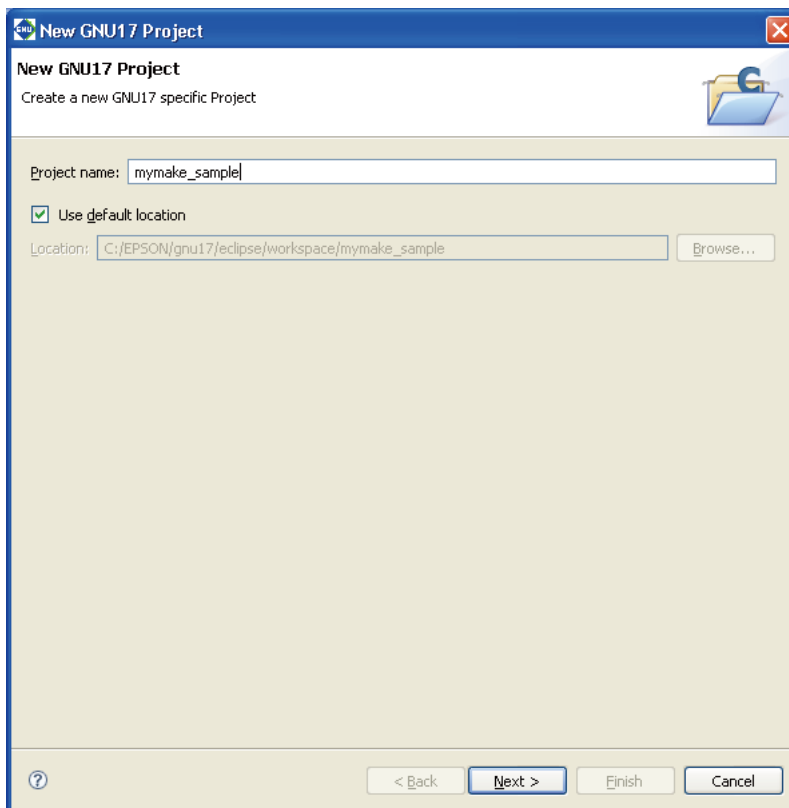 GNU New GNU17 Project
New GNU17 Project
Create a new GNU17 specific Project
Project name: mymake_sample
Use default location
Location: C:/EPSON/gnu17/eclipse/workspace/mymake_sample Browse...
? < Back Next > Finish Cancel